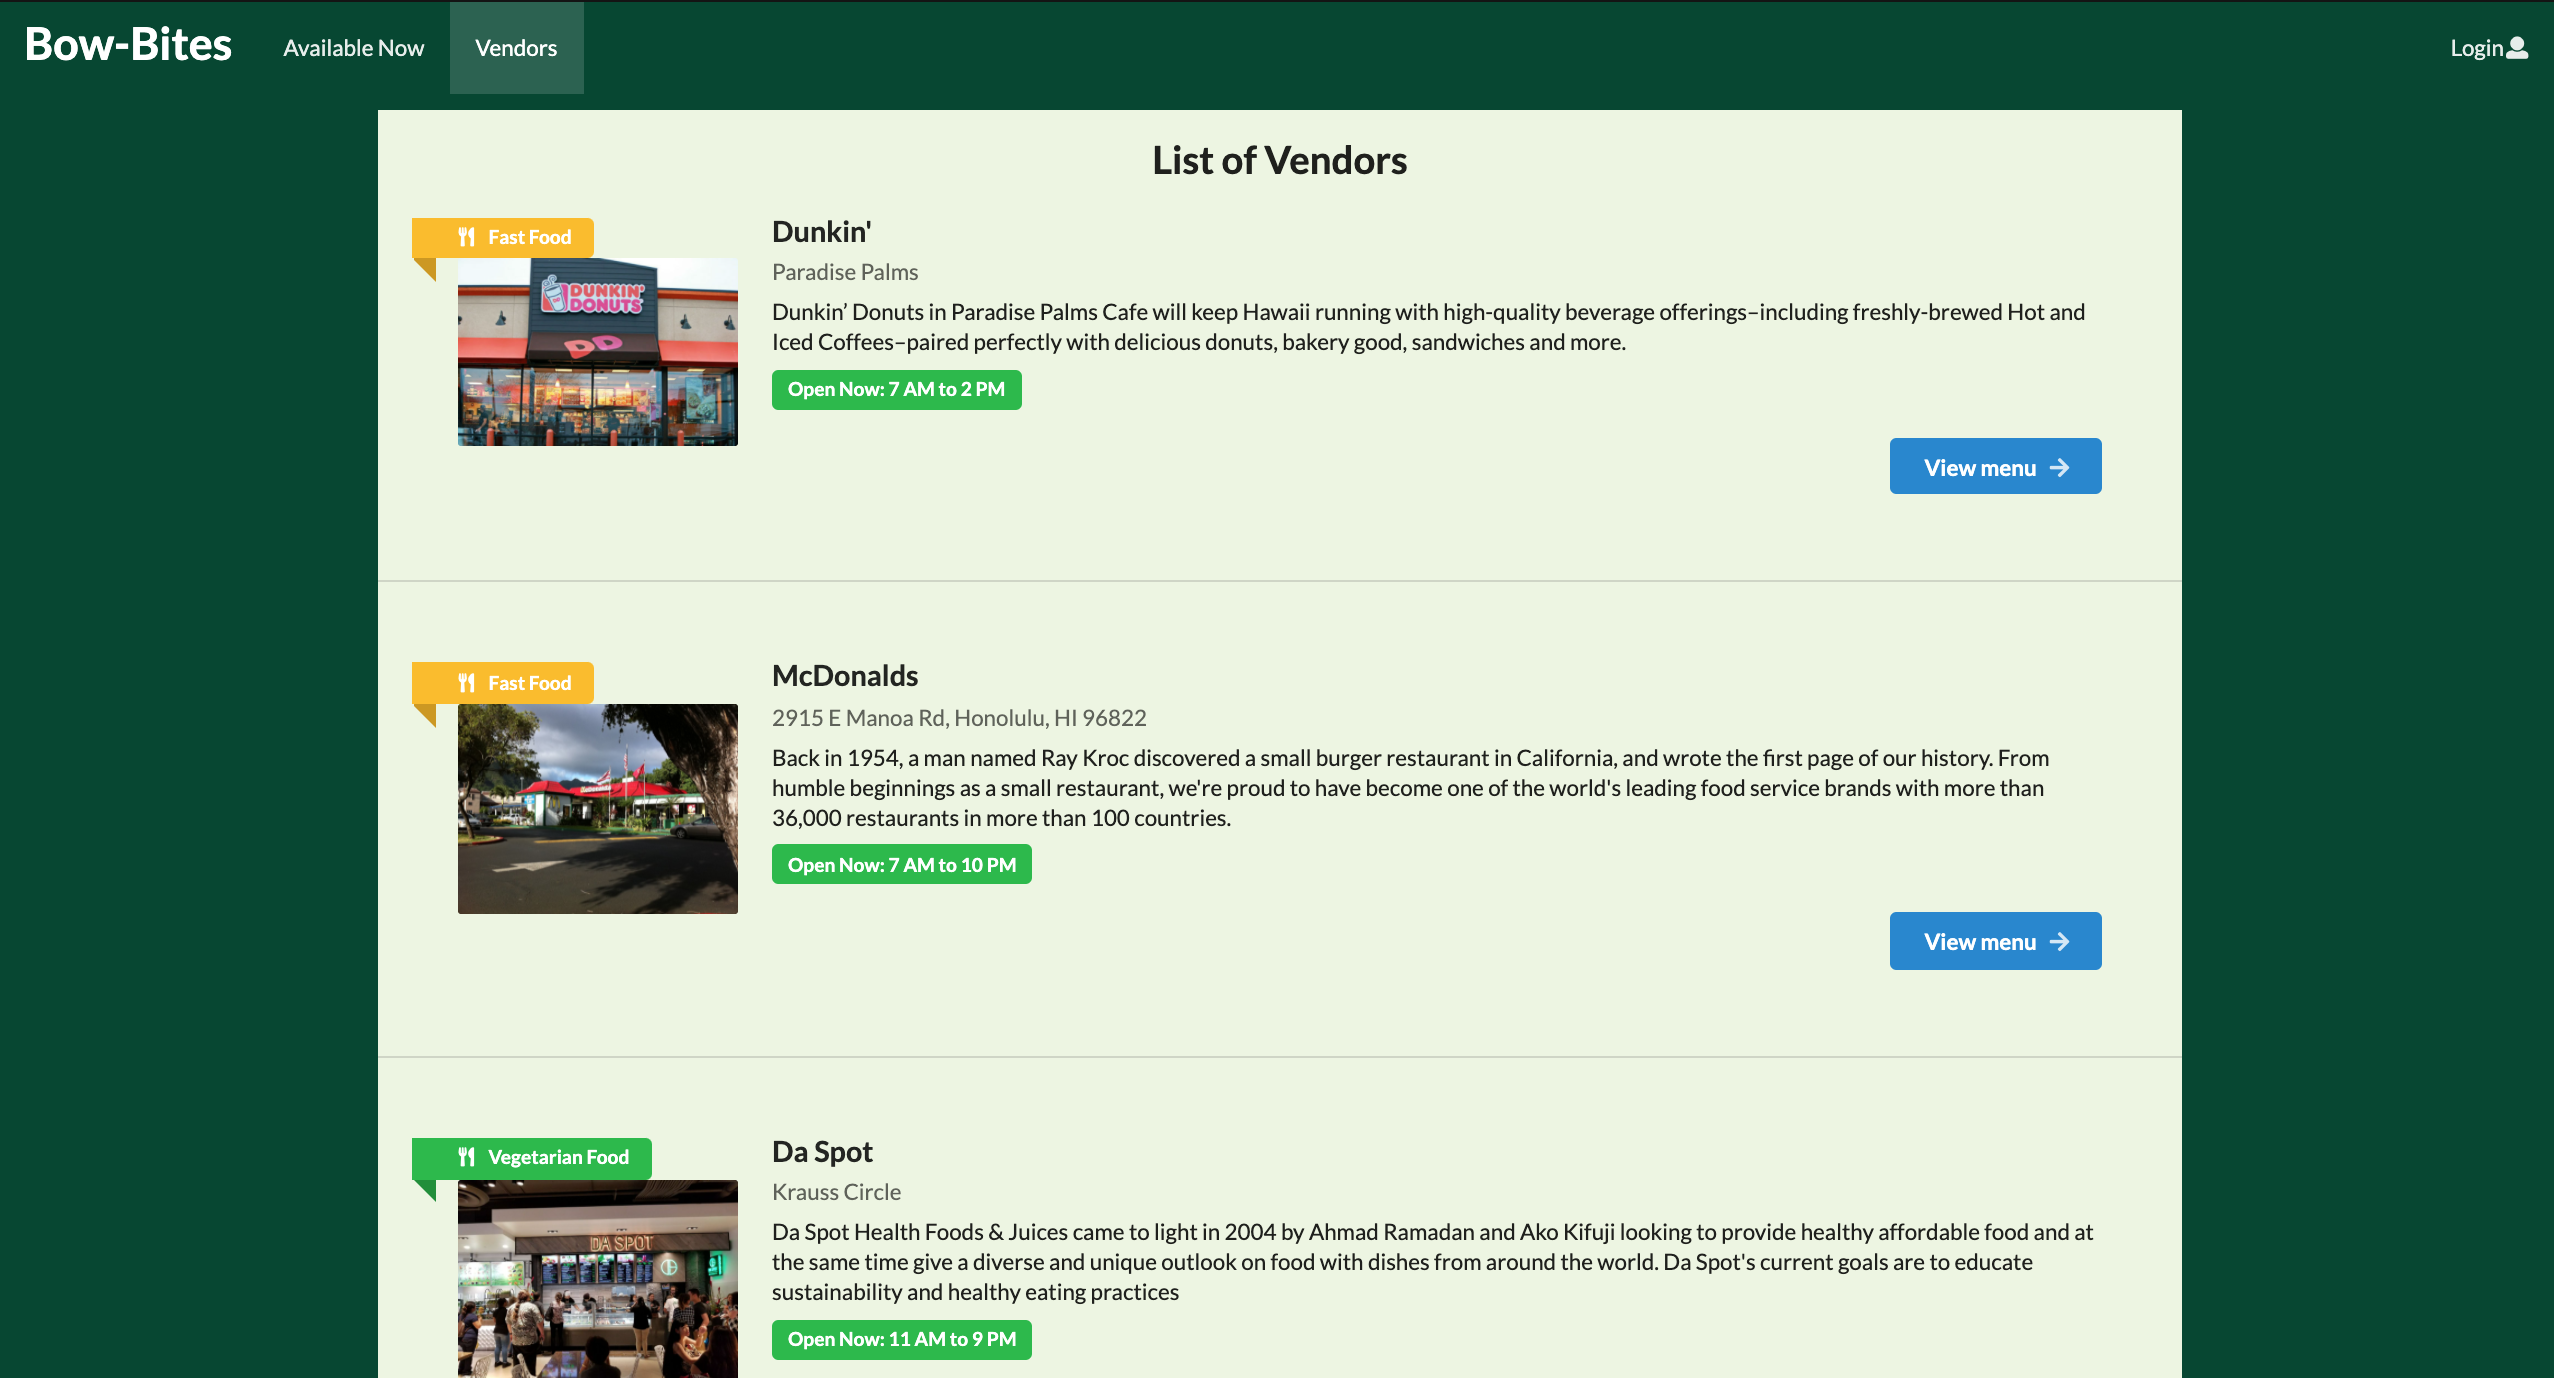 Bow-Bites
Available Now
Vendors
Login
List of Vendors
Fast Food
DUNKIN'
DONUTS
DD
Dunkin'
Paradise Palms
Dunkin’ Donuts in Paradise Palms Cafe will keep Hawaii running with high-quality beverage offerings–including freshly-brewed Hot and
Iced Coffees–paired perfectly with delicious donuts, bakery good, sandwiches and more.
Open Now: 7 AM to 2 PM
View menu
Fast Food
McDonalds
2915 E Manoa Rd, Honolulu, HI 96822
Back in 1954, a man named Ray Kroc discovered a small burger restaurant in California, and wrote the first page of our history. From
humble beginnings as a small restaurant, we're proud to have become one of the world's leading food service brands with more than
36,000 restaurants in more than 100 countries.
Open Now: 7 AM to 10 PM
View menu
Vegetarian Food
DA SPOT
Da Spot
Krauss Circle
Da Spot Health Foods & Juices came to light in 2004 by Ahmad Ramadan and Ako Kifuji looking to provide healthy affordable food and at
the same time give a diverse and unique outlook on food with dishes from around the world. Da Spot's current goals are to educate
sustainability and healthy eating practices
Open Now: 11 AM to 9 PM